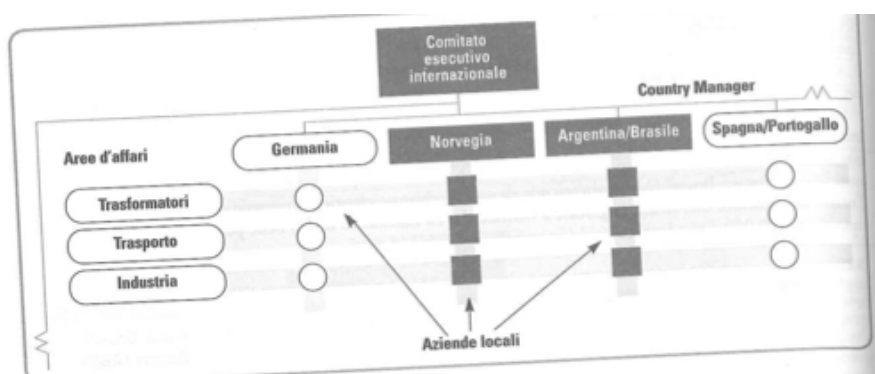 Comitato
esecutivo
internazionale
Country Manager
Aree d'affari
Germania
Norvegia
Argentina/Brasile
Spagna/Portogallo
Trasformatori
Trasporto
Industria
Aziende locali